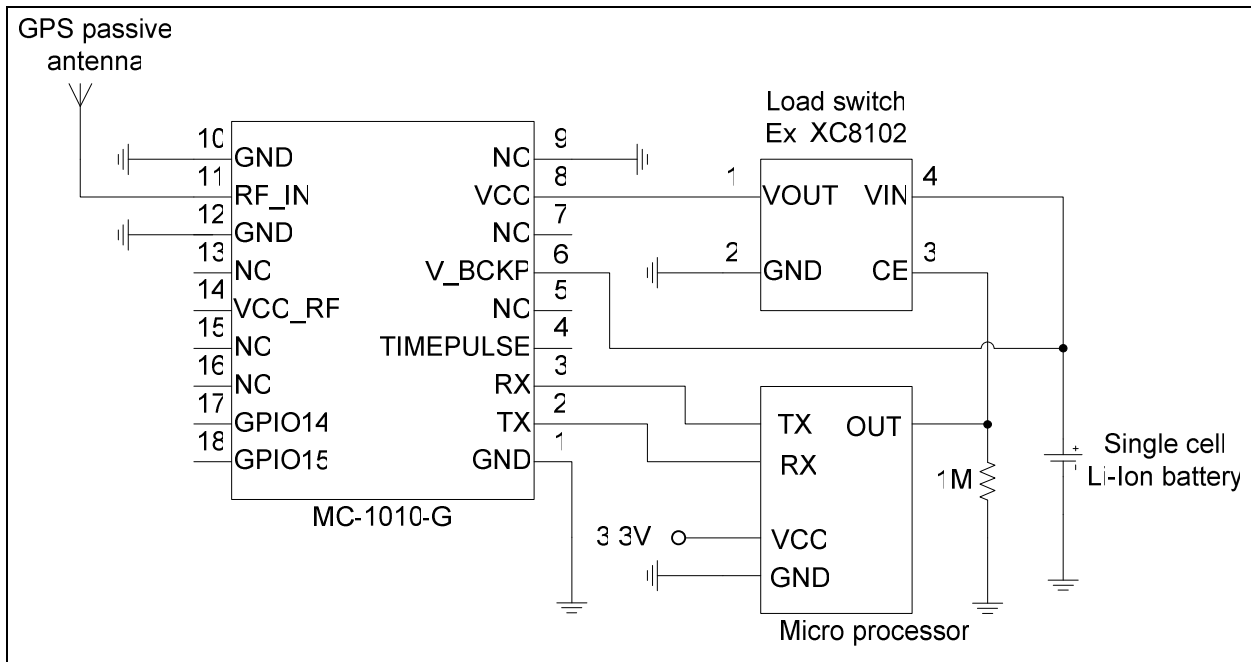 GPS passive
antenna
Load switch
Ex XC8102
10
GND
11
RF_IN
12
GND
13
NC
14
VCC_RF
15
NC
16
NC
17
GPIO14
18
GPIO15
9
NC
8
VCC
7
NC
6
V_BCKP
5
NC
4
TIMEPULSE
3
RX
2
TX
1
GND
MC-1010-G
1
VOUT
VIN
4
2
GND
CE
3
TX
OUT
RX
3 3V
VCC
GND
Micro processor
1M
+
-
Single cell
Li-Ion battery